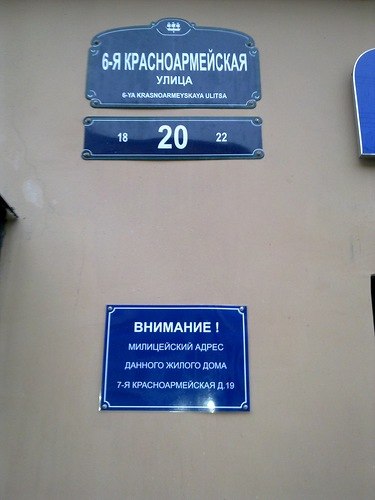 6-Я КРАСНОАРМЕЙСКАЯ
УЛИЦА
6-YA KRASNOARMEYSKAYA ULITSA
18 20 22
ВНИМАНИЕ !
МИЛИЦЕЙСКИЙ АДРЕС
ДАННОГО ЖИЛОГО ДОМА
7-Я КРАСНОАРМЕЙСКАЯ Д.19